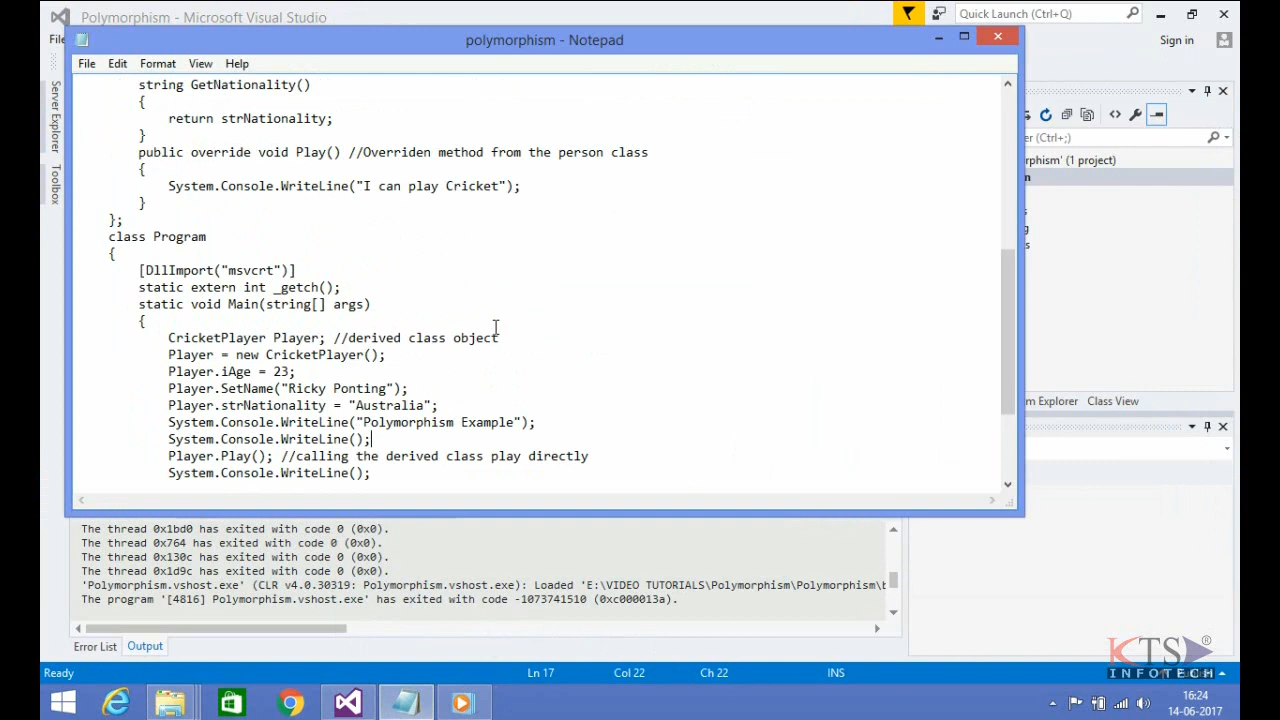 Polymorphism - Microsoft Visual Studio
Quick Launch (Ctrl+Q)
Sign in
polymorphism - Notepad
File Edit Format View Help
string GetNationality()
{
return strNationality;
}
public override void Play() //Overriden method from the person class
{
System.Console.WriteLine("I can play Cricket");
}
};
class Program
{
[DllImport("msvcrt")]
static extern int _getch();
static void Main(string[] args)
{
CricketPlayer Player; //derived class object
Player = new CricketPlayer();
Player.iAge = 23;
Player.SetName("Ricky Ponting");
Player.strNationality = "Australia";
System.Console.WriteLine("Polymorphism Example");
System.Console.WriteLine();
Player.Play(); //calling the derived class play directly
System.Console.WriteLine();
Server Explorer
Toolbox
er (Ctrl+;)
rphism' (1 project)
m Explorer Class View
The thread 0x1bd0 has exited with code 0 (0x0).
The thread 0x764 has exited with code 0 (0x0).
The thread 0x130c has exited with code 0 (0x0).
The thread 0x1d9c has exited with code 0 (0x0).
'Polymorphism.vshost.exe' (CLR v4.0.30319: Polymorphism.vshost.exe): Loaded 'E:\VIDEO TUTORIALS\Polymorphism\Polymorphism\b
The program '[4816] Polymorphism.vshost.exe' has exited with code -1073741510 (0xc000013a).
Error List Output
KTS ®
INFOTECH
Ready Ln 17 Col 22 Ch 22 INS
16:24
14-06-2017